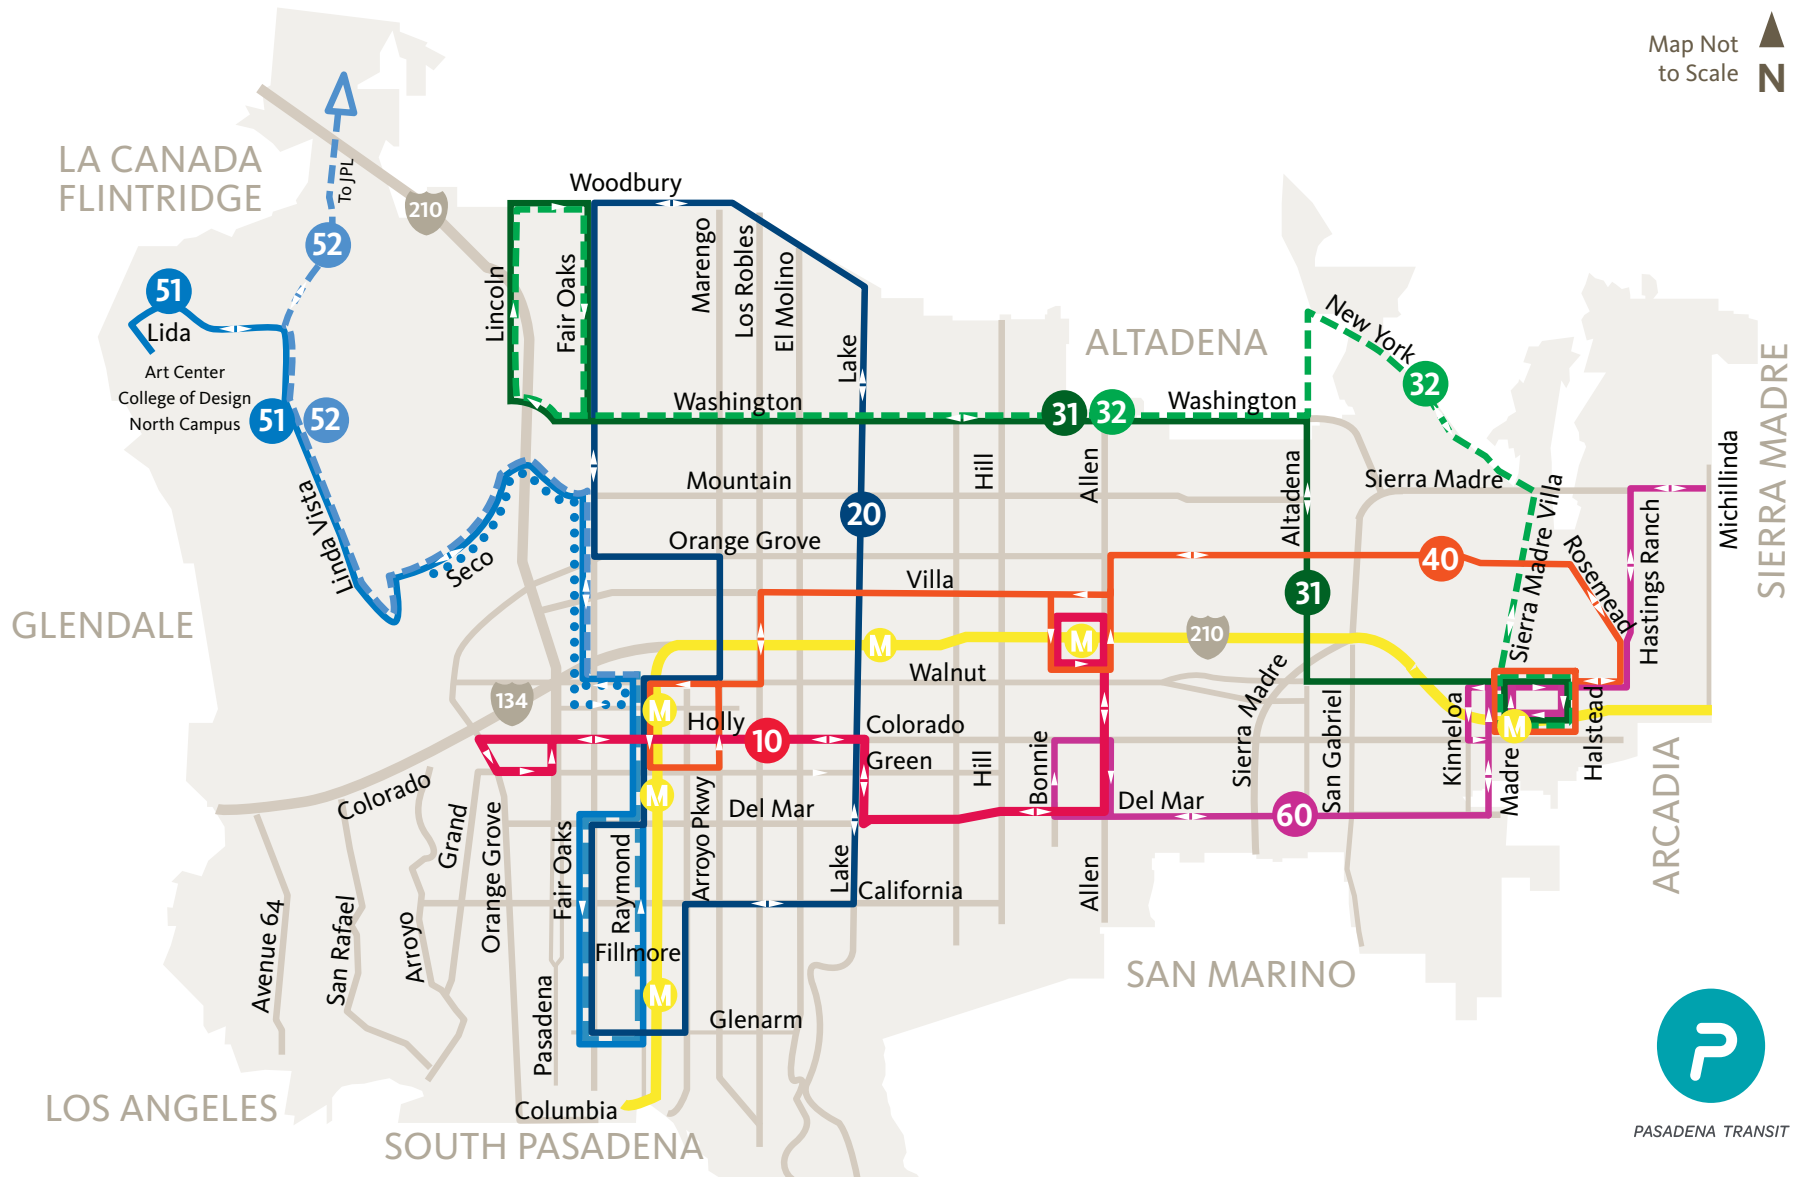 Map Not
to Scale
N
LA CANADA
FLINTRIDGE
To JPL
210
52
51
Lida
Art Center
College of Design
North Campus
51
52
Linda Vista
Seco
GLENDALE
Woodbury
Lincoln
Fair Oaks
Marengo
Los Robles
El Molino
Lake
ALTADENA
New York
32
Washington
31
32
Washington
SIERRA MADRE
Michillinda
Mountain
Hill
Allen
Altadena
Sierra Madre
Sierra Madre Villa
20
Orange Grove
40
Rosemead
Hastings Ranch
Villa
31
M
M
210
Walnut
134
M
Holly
10
Colorado
Green
Sierra Madre
San Gabriel
Kinneloa
M
Madre
Halstead
ARCADIA
Colorado
Grand
Orange Grove
M
Arroyo Pkwy
Del Mar
Hill
Bonnie
Del Mar
60
Fair Oaks
Raymond
Lake
California
Allen
Avenue 64
San Rafael
Arroyo
Fillmore
Pasadena
M
Glenarm
SAN MARINO
LOS ANGELES
Columbia
SOUTH PASADENA
P
PASADENA TRANSIT